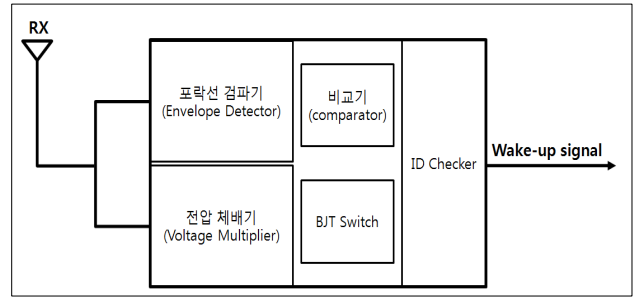 RX
포락선 검파기
(Envelope Detector)
비교기
(comparator)
ID Checker
Wake-up signal
전압 체배기
(Voltage Multiplier)
BJT Switch